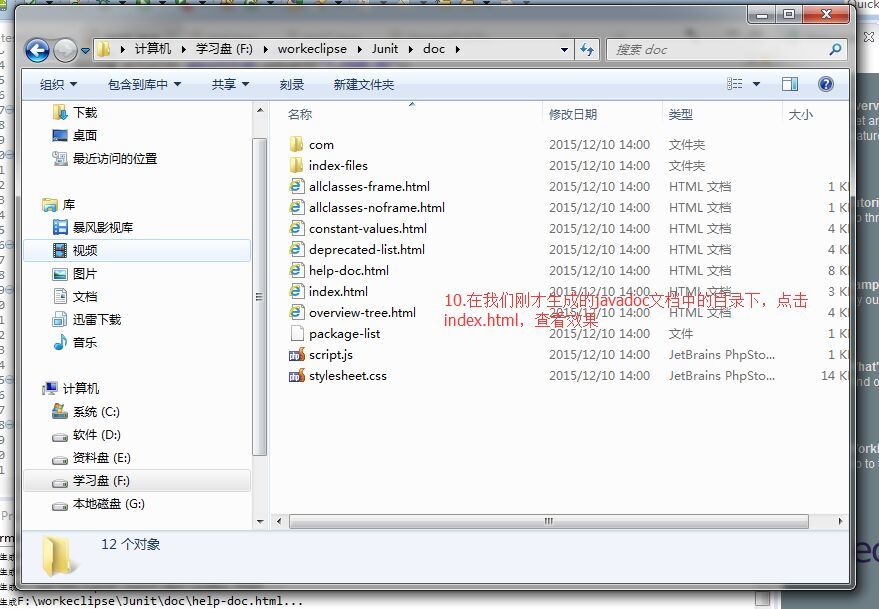 计算机 学习盘 (F:) workeclipse Junit doc
搜索 doc
组织 包含到库中 共享 刻录 新建文件夹
名称 修改日期 类型 大小
下载
桌面
最近访问的位置
库
暴风影视库
视频
图片
文档
迅雷下载
音乐
计算机
系统 (C:)
软件 (D:)
资料盘 (E:)
学习盘 (F:)
本地磁盘 (G:)
com 2015/12/10 14:00 文件夹
index-files 2015/12/10 14:00 文件夹
allclasses-frame.html 2015/12/10 14:00 HTML 文档 1 K
allclasses-noframe.html 2015/12/10 14:00 HTML 文档 1 K
constant-values.html 2015/12/10 14:00 HTML 文档 4 K
deprecated-list.html 2015/12/10 14:00 HTML 文档 4 K
help-doc.html 2015/12/10 14:00 HTML 文档 8 K
index.html 2015/12/10 14:00 HTML 文档 3 K
overview-tree.html 2015/12/10 14:00 HTML 文档 4 K
package-list 2015/12/10 14:00 文件 1 K
script.js 2015/12/10 14:00 JetBrains PhpSto... 1 K
stylesheet.css 2015/12/10 14:00 JetBrains PhpSto... 14 K
10.在我们刚才生成的javadoc文档中的目录下，点击
index.html，查看效果
12 个对象
生成F:\workeclipse\Junit\doc\help-doc.html...